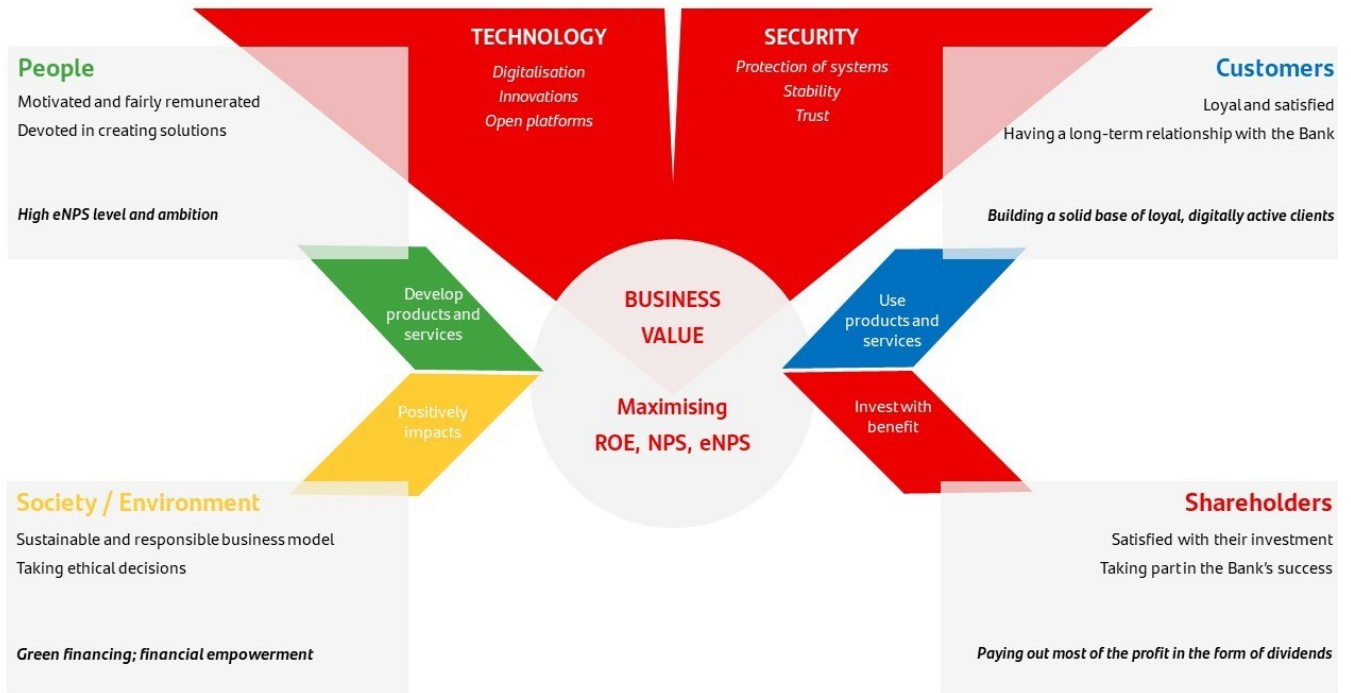 TECHNOLOGY
Digitalisation
Innovations
Open platforms
SECURITY
Protection of systems
Stability
Trust
People
Motivated and fairly remunerated
Devoted in creating solutions
High eNPS level and ambition
Customers
Loyal and satisfied
Having a long-term relationship with the Bank
Building a solid base of loyal, digitally active clients
Develop
products and
services
BUSINESS
VALUE
Maximising
ROE, NPS, eNPS
Use
products and
services
Positively
impacts
Invest with
benefit
Society / Environment
Sustainable and responsible business model
Taking ethical decisions
Green financing; financial empowerment
Shareholders
Satisfied with their investment
Taking part in the Bank's success
Paying out most of the profit in the form of dividends